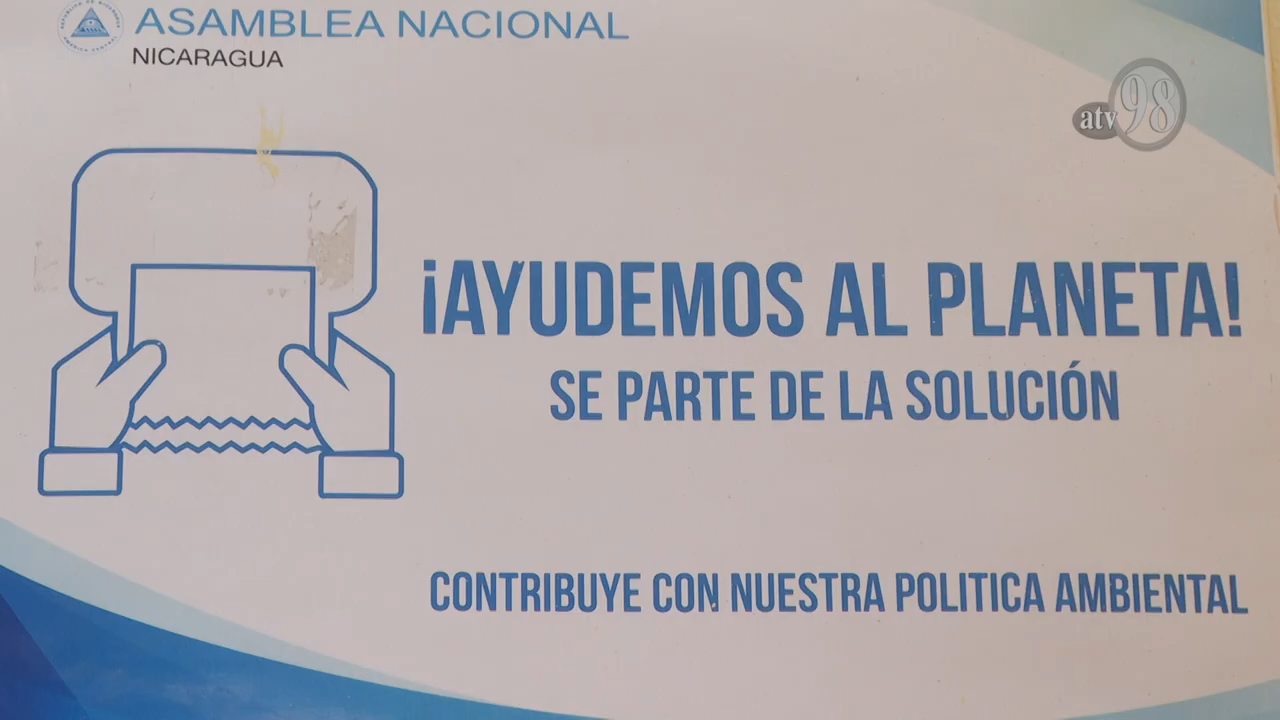 ASAMBLEA NACIONAL
NICARAGUA
atv 98
¡AYUDEMOS AL PLANETA!
SE PARTE DE LA SOLUCIÓN
CONTRIBUYE CON NUESTRA POLITICA AMBIENTAL